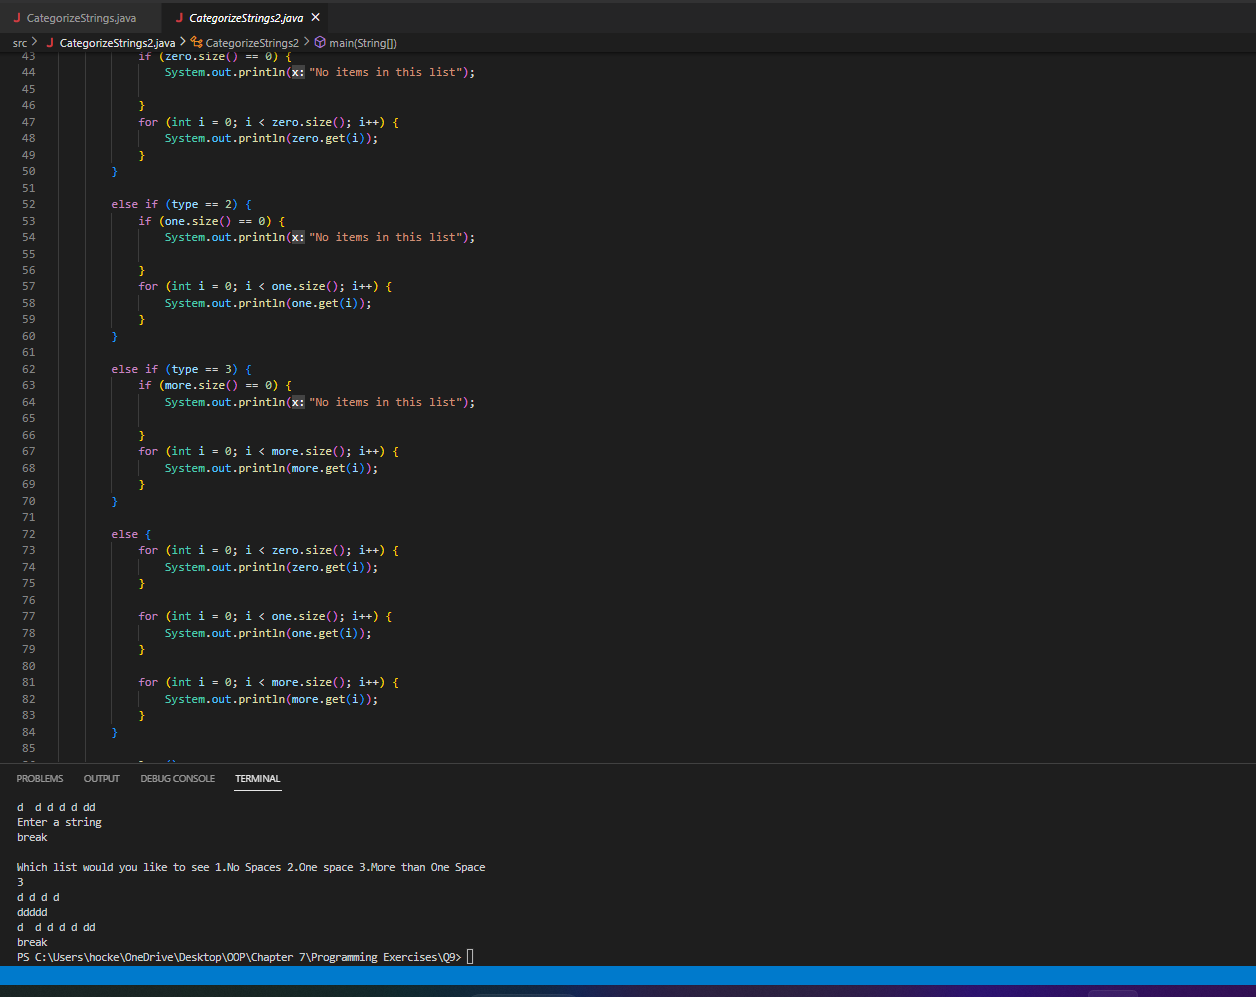 CategorizeStrings.java
CategorizeStrings2.java
src > CategorizeStrings2.java > CategorizeStrings2 > main(String[])
43 if (zero.size() == 0) {
44 System.out.println(x: "No items in this list");
45
46 }
47 for (int i = 0; i < zero.size(); i++) {
48 System.out.println(zero.get(i));
49 }
50 }
51
52 else if (type == 2) {
53 if (one.size() == 0) {
54 System.out.println(x: "No items in this list");
55
56 }
57 for (int i = 0; i < one.size(); i++) {
58 System.out.println(one.get(i));
59 }
60 }
61
62 else if (type == 3) {
63 if (more.size() == 0) {
64 System.out.println(x: "No items in this list");
65
66 }
67 for (int i = 0; i < more.size(); i++) {
68 System.out.println(more.get(i));
69 }
70 }
71
72 else {
73 for (int i = 0; i < zero.size(); i++) {
74 System.out.println(zero.get(i));
75 }
76
77 for (int i = 0; i < one.size(); i++) {
78 System.out.println(one.get(i));
79 }
80
81 for (int i = 0; i < more.size(); i++) {
82 System.out.println(more.get(i));
83 }
84 }
85
PROBLEMS OUTPUT DEBUG CONSOLE TERMINAL
d  d d d d dd
Enter a string
break
Which list would you like to see 1.No Spaces 2.One space 3.More than One Space
3
d d d d
ddddd
d  d d d d dd
break
PS C:\Users\hocke\OneDrive\Desktop\OOP\Chapter 7\Programming Exercises\Q9>